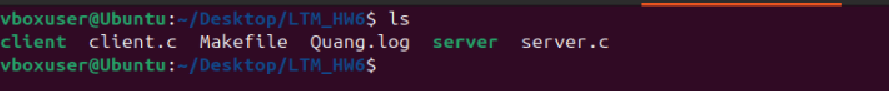 vboxuser@Ubuntu:~/Desktop/LTM_HW6$ ls
client client.c Makefile Quang.log server server.c
vboxuser@Ubuntu:~/Desktop/LTM_HW6$